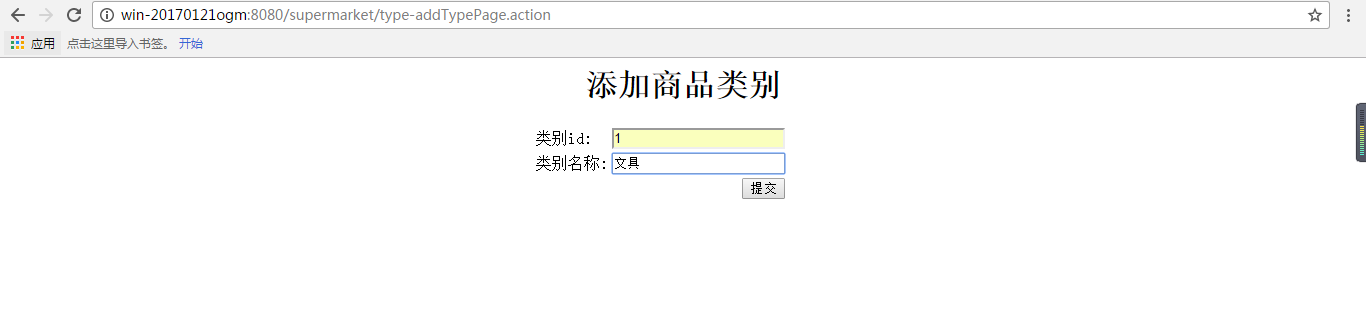 win-20170121ogm:8080/supermarket/type-addTypePage.action
应用 点击这里导入书签。 开始
添加商品类别
类别id: 1
类别名称: 文具
提交